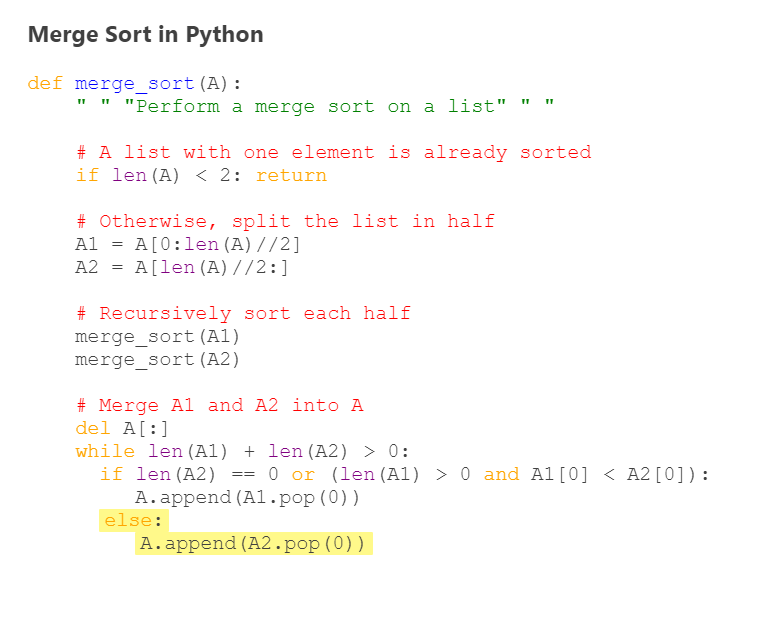 Merge Sort in Python
def merge_sort(A):
" " "Perform a merge sort on a list" " "
# A list with one element is already sorted
if len(A) < 2: return
# Otherwise, split the list in half
A1 = A[0:len(A)//2]
A2 = A[len(A)//2:]
# Recursively sort each half
merge_sort(A1)
merge_sort(A2)
# Merge A1 and A2 into A
del A[:]
while len(A1) + len(A2) > 0:
if len(A2) == 0 or (len(A1) > 0 and A1[0] < A2[0]):
A.append(A1.pop(0))
else:
A.append(A2.pop(0))